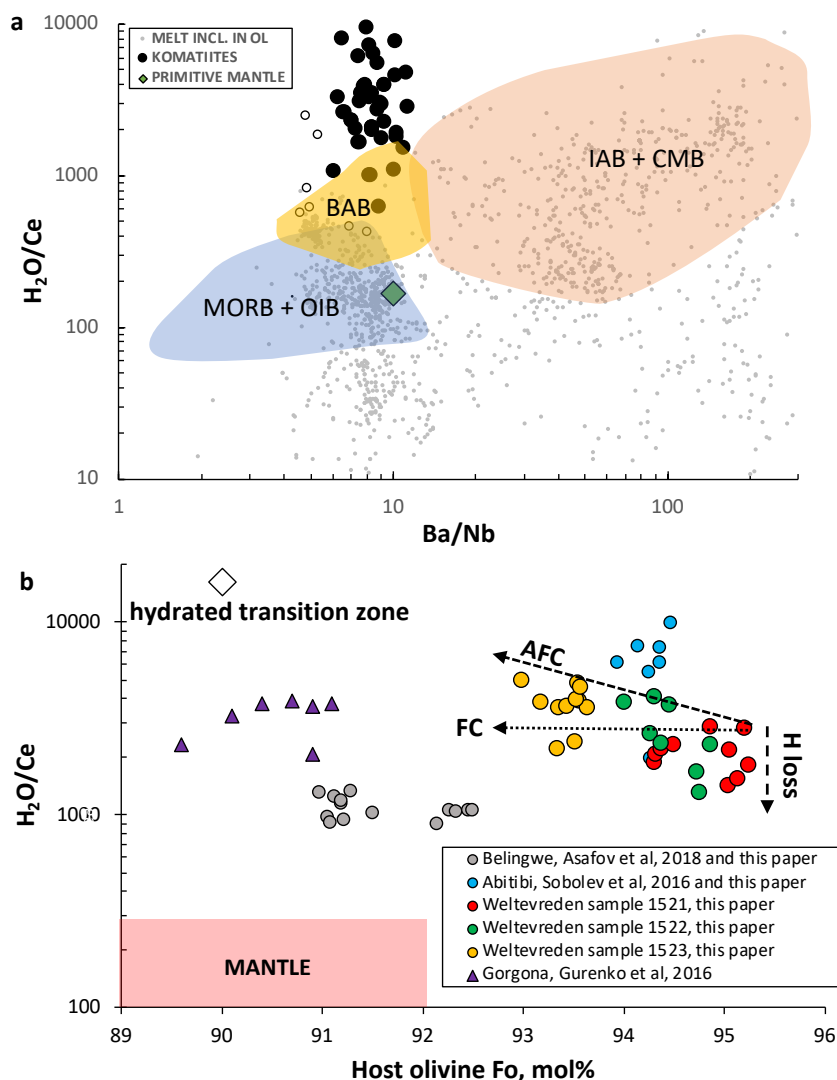 a
10000
1000
100
10
H₂O/Ce
MELT INCL. IN OL
KOMATIITES
PRIMITIVE MANTLE
IAB + CMB
BAB
MORB + OIB
1
10
100
Ba/Nb
b
10000
1000
100
H₂O/Ce
hydrated transition zone
AFC
FC
H loss
Belingwe, Asafov et al, 2018 and this paper
Abitibi, Sobolev et al, 2016 and this paper
Weltevreden sample 1521, this paper
Weltevreden sample 1522, this paper
Weltevreden sample 1523, this paper
Gorgona, Gurenko et al, 2016
MANTLE
89
90
91
92
93
94
95
96
Host olivine Fo, mol%